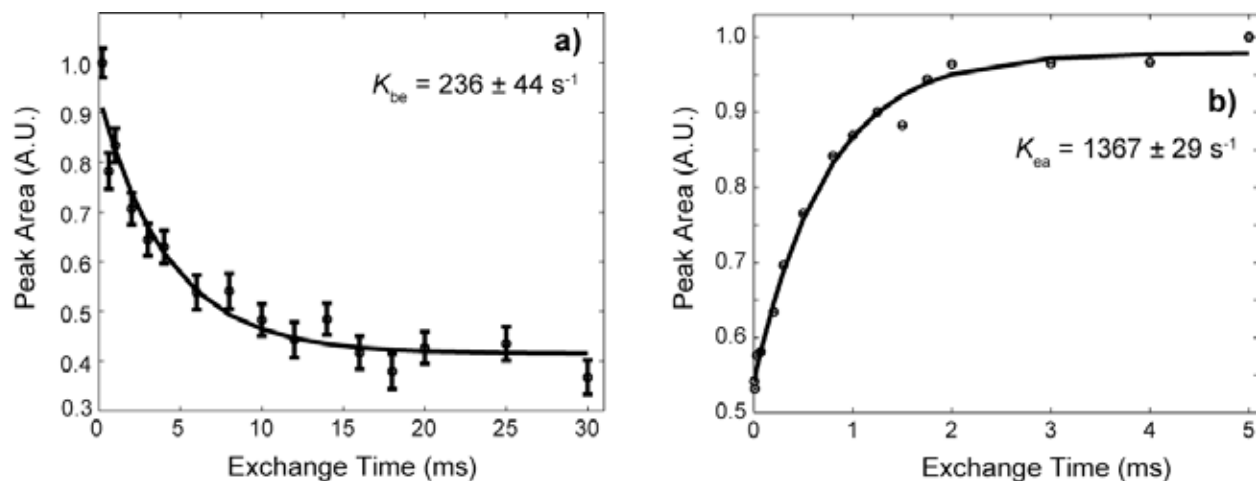 a)
K_be = 236 ± 44 s⁻¹
Peak Area (A.U.)
1.0
0.9
0.8
0.7
0.6
0.5
0.4
0.3
0 5 10 15 20 25 30
Exchange Time (ms)
b)
K_ea = 1367 ± 29 s⁻¹
Peak Area (A.U.)
1.0
0.9
0.8
0.7
0.6
0.5
0 1 2 3 4 5
Exchange Time (ms)